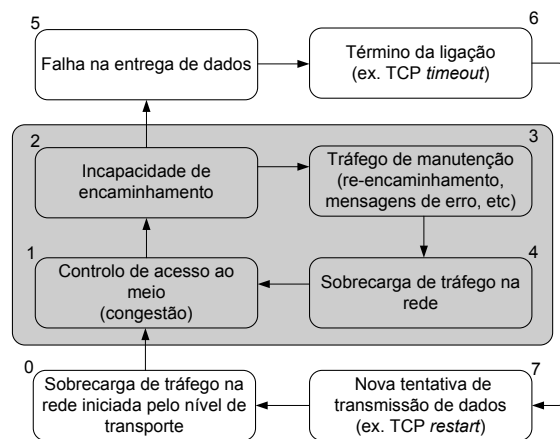 5
Falha na entrega de dados
6
Término da ligação
(ex. TCP timeout)
2
Incapacidade de
encaminhamento
3
Tráfego de manutenção
(re-encaminhamento,
mensagens de erro, etc)
1
Controlo de acesso ao
meio
(congestão)
4
Sobrecarga de tráfego na
rede
0
Sobrecarga de tráfego na
rede iniciada pelo nível de
transporte
7
Nova tentativa de
transmissão de dados
(ex. TCP restart)